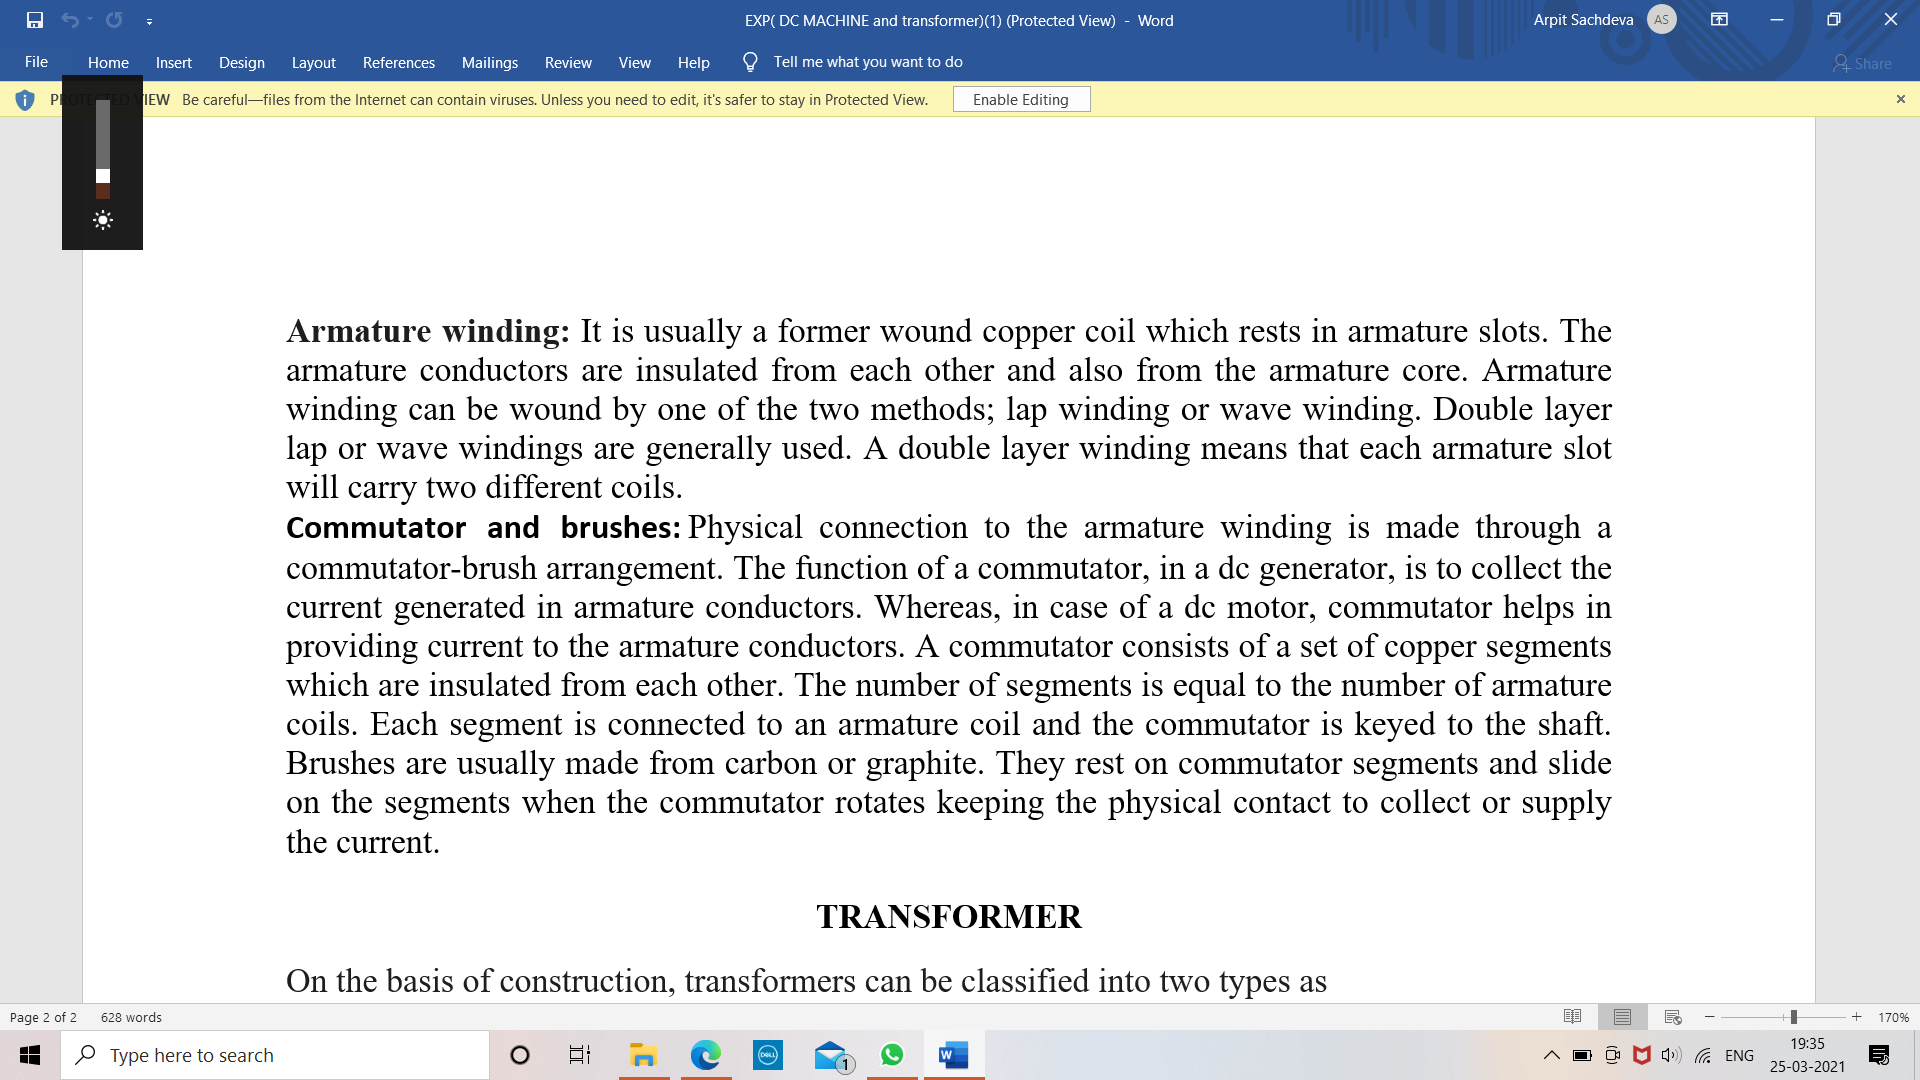 EXP( DC MACHINE and transformer)(1) (Protected View) - Word
Arpit Sachdeva AS
File Home Insert Design Layout References Mailings Review View Help Tell me what you want to do Share
VIEW Be careful—files from the Internet can contain viruses. Unless you need to edit, it's safer to stay in Protected View. Enable Editing
Armature winding: It is usually a former wound copper coil which rests in armature slots. The
armature conductors are insulated from each other and also from the armature core. Armature
winding can be wound by one of the two methods; lap winding or wave winding. Double layer
lap or wave windings are generally used. A double layer winding means that each armature slot
will carry two different coils.
Commutator and brushes: Physical connection to the armature winding is made through a
commutator-brush arrangement. The function of a commutator, in a dc generator, is to collect the
current generated in armature conductors. Whereas, in case of a dc motor, commutator helps in
providing current to the armature conductors. A commutator consists of a set of copper segments
which are insulated from each other. The number of segments is equal to the number of armature
coils. Each segment is connected to an armature coil and the commutator is keyed to the shaft.
Brushes are usually made from carbon or graphite. They rest on commutator segments and slide
on the segments when the commutator rotates keeping the physical contact to collect or supply
the current.
TRANSFORMER
On the basis of construction, transformers can be classified into two types as
Page 2 of 2 628 words 170%
Type here to search
DELL
1
W
ENG
19:35
25-03-2021
3